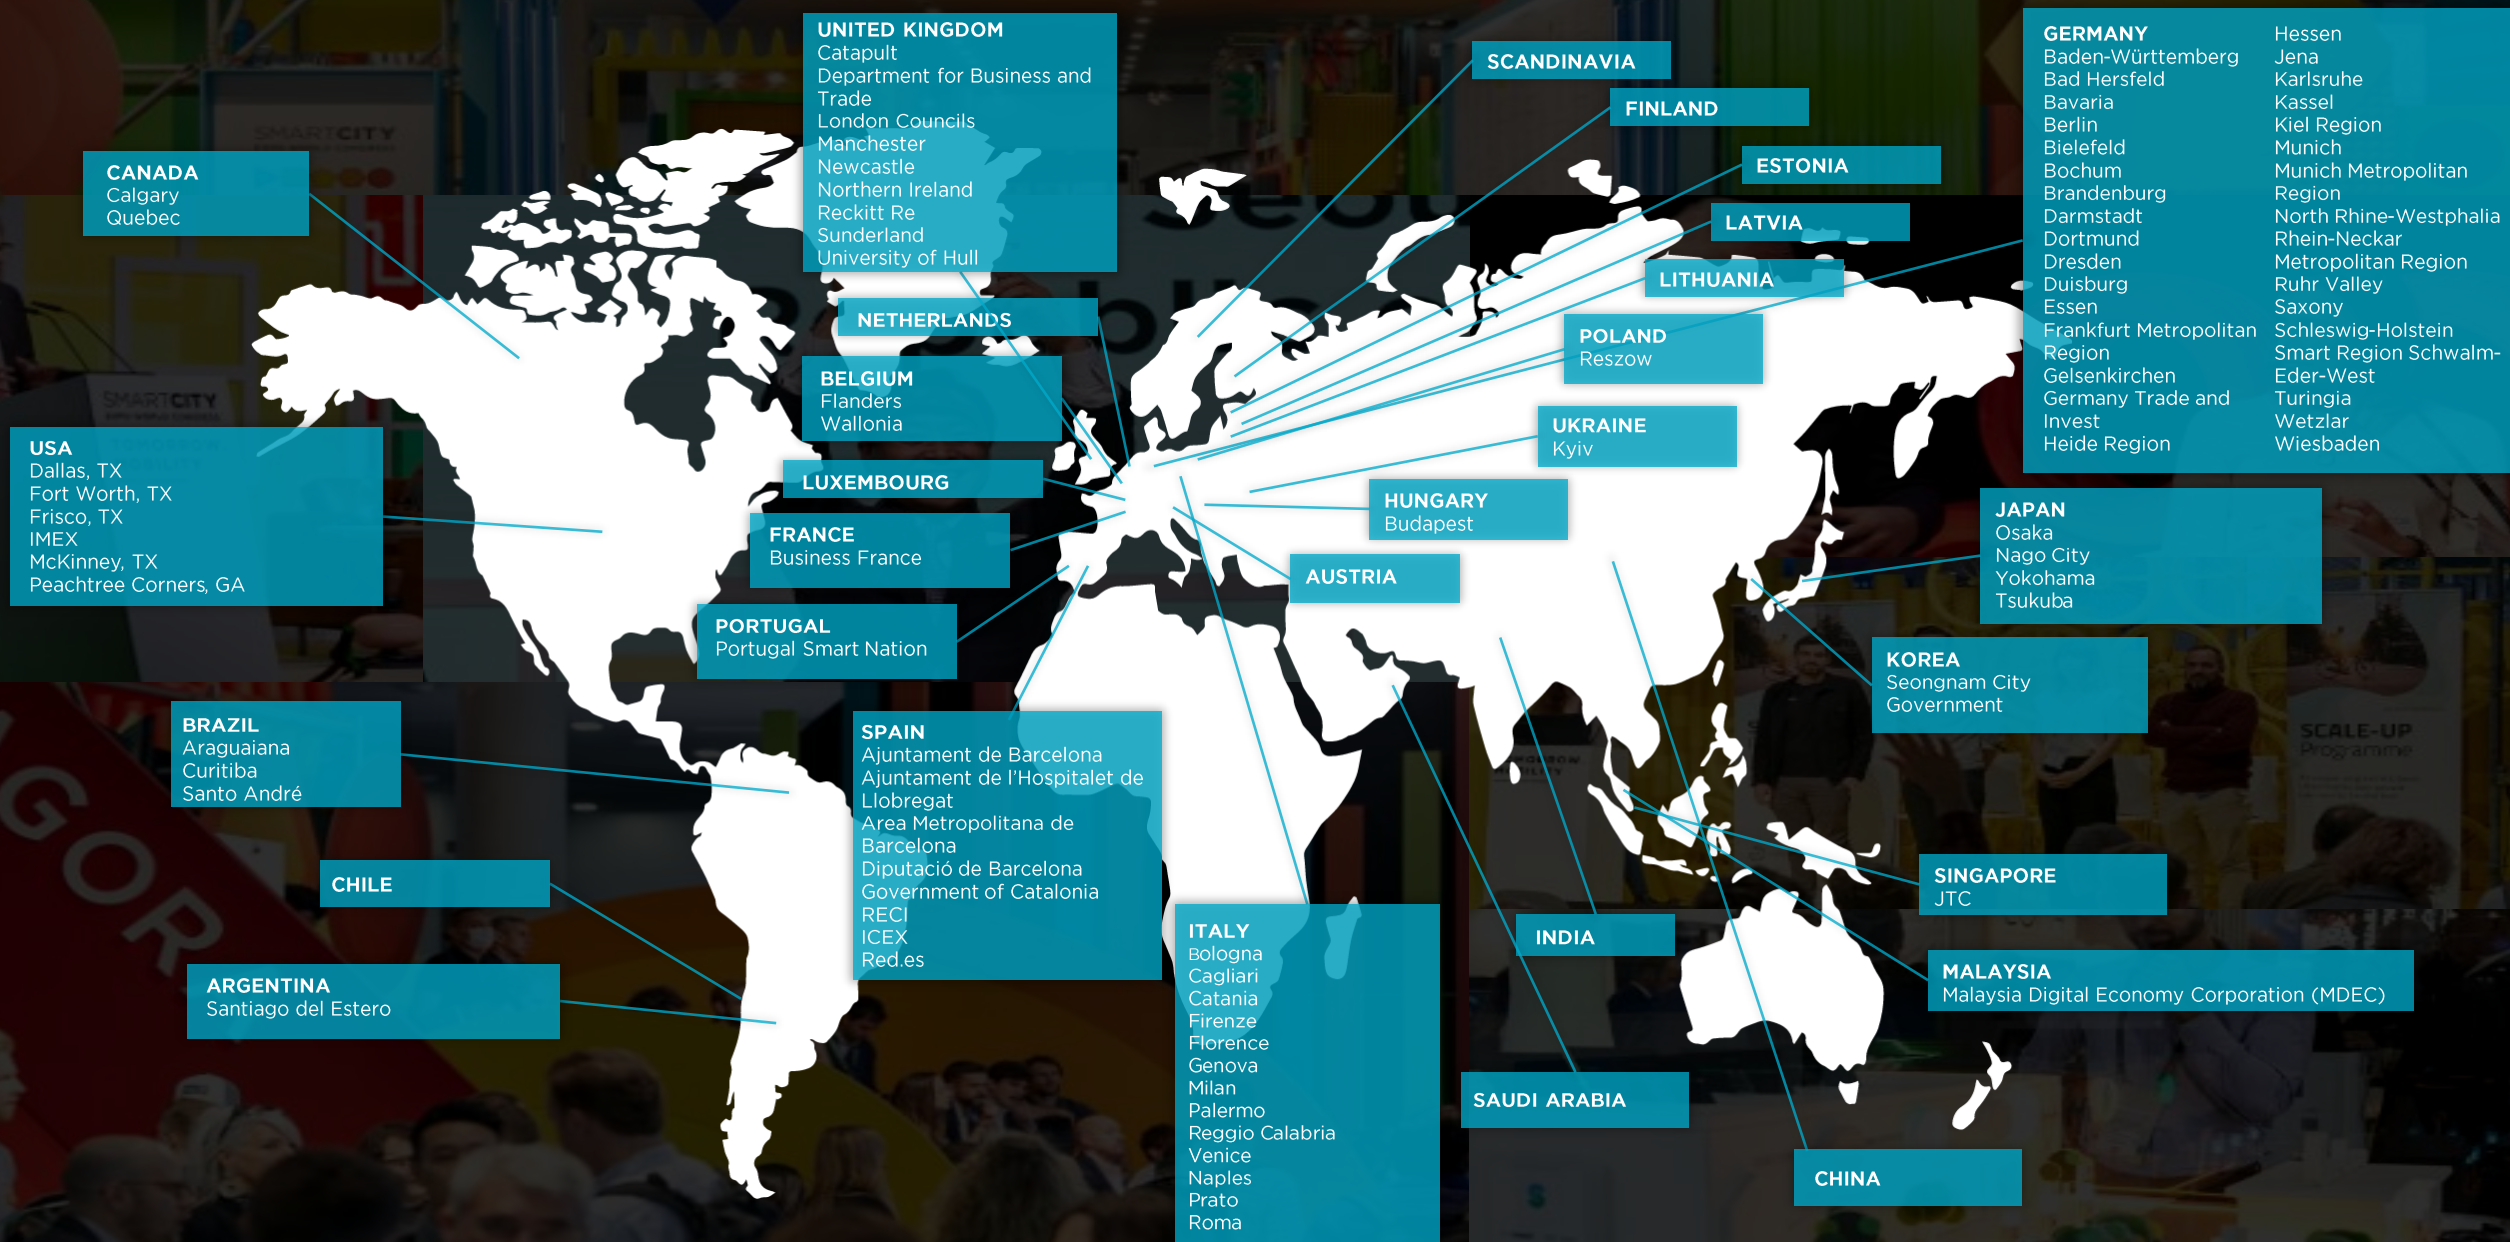 CANADA
Calgary
Quebec
USA
Dallas, TX
Fort Worth, TX
Frisco, TX
IMEX
McKinney, TX
Peachtree Corners, GA
BRAZIL
Araguaiana
Curitiba
Santo André
CHILE
ARGENTINA
Santiago del Estero
UNITED KINGDOM
Catapult
Department for Business and
Trade
London Councils
Manchester
Newcastle
Northern Ireland
Reckitt Re
Sunderland
University of Hull
NETHERLANDS
BELGIUM
Flanders
Wallonia
LUXEMBOURG
FRANCE
Business France
PORTUGAL
Portugal Smart Nation
SPAIN
Ajuntament de Barcelona
Ajuntament de l'Hospitalet de
Llobregat
Area Metropolitana de
Barcelona
Diputació de Barcelona
Government of Catalonia
RECI
ICEX
Red.es
ITALY
Bologna
Cagliari
Catania
Firenze
Florence
Genova
Milan
Palermo
Reggio Calabria
Venice
Naples
Prato
Roma
SCANDINAVIA
FINLAND
ESTONIA
LATVIA
LITHUANIA
POLAND
Reszow
UKRAINE
Kyiv
HUNGARY
Budapest
AUSTRIA
GERMANY
Baden-Württemberg
Bad Hersfeld
Bavaria
Berlin
Bielefeld
Bochum
Brandenburg
Darmstadt
Dortmund
Dresden
Duisburg
Essen
Frankfurt Metropolitan
Region
Gelsenkirchen
Germany Trade and
Invest
Heide Region
Hessen
Jena
Karlsruhe
Kassel
Kiel Region
Munich
Munich Metropolitan
Region
North Rhine-Westphalia
Rhein-Neckar
Metropolitan Region
Ruhr Valley
Saxony
Schleswig-Holstein
Smart Region Schwalm-
Eder-West
Turingia
Wetzlar
Wiesbaden
JAPAN
Osaka
Nago City
Yokohama
Tsukuba
KOREA
Seongnam City
Government
SINGAPORE
JTC
MALAYSIA
Malaysia Digital Economy Corporation (MDEC)
INDIA
SAUDI ARABIA
CHINA
SMARTCITY
SMARTCITY
SCALE-UP
Programme
AGOR